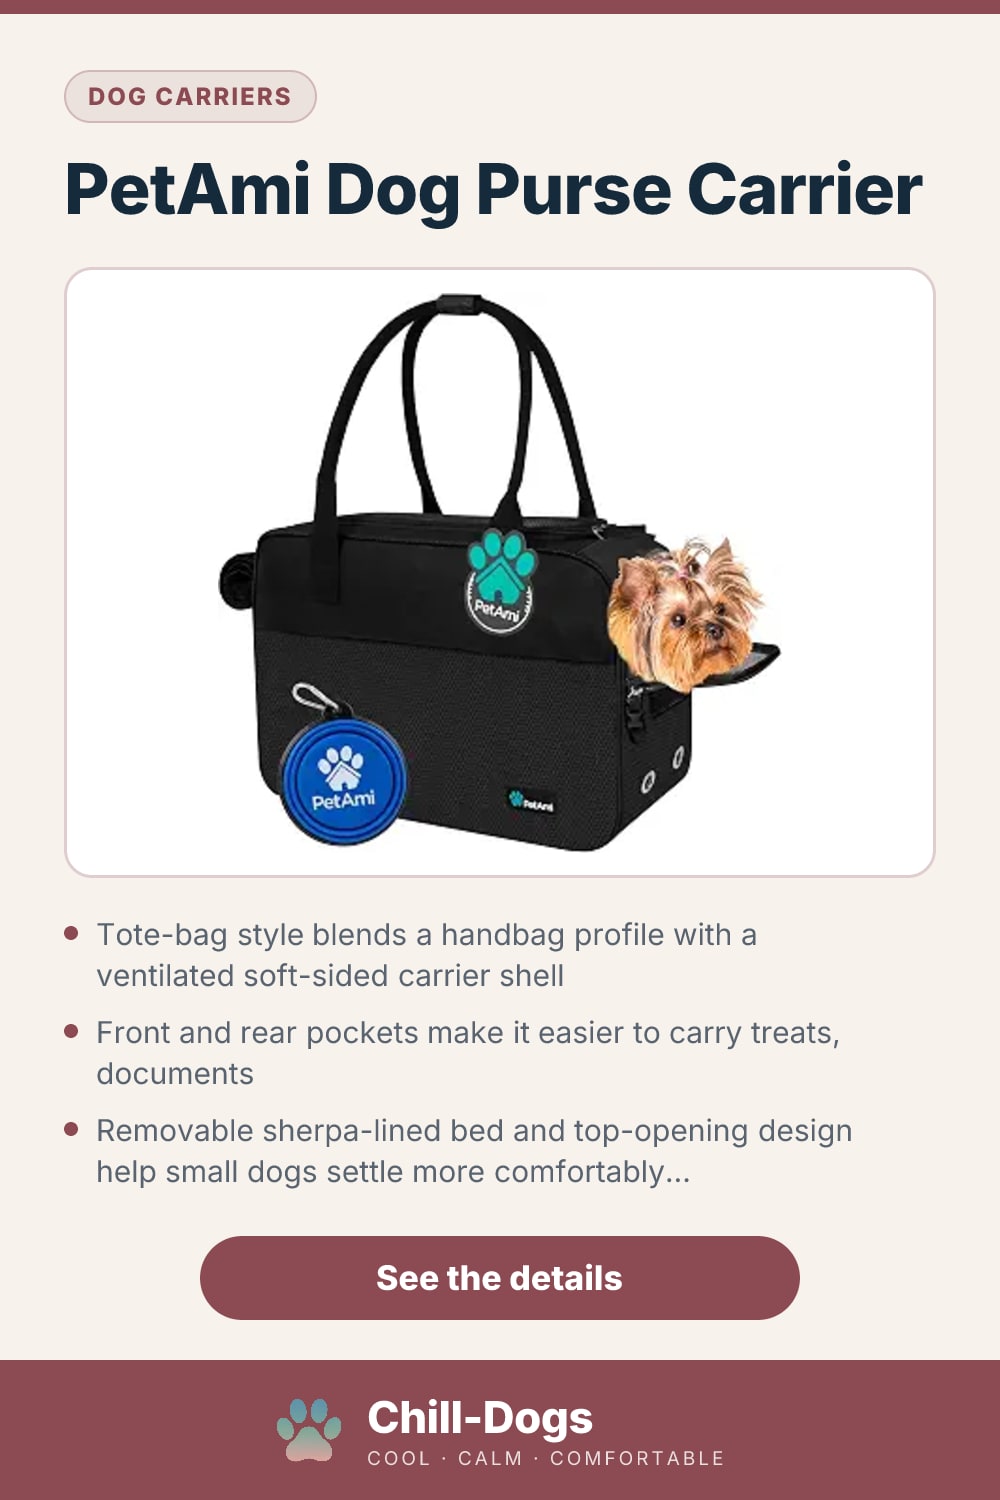 DOG CARRIERS
PetAmi Dog Purse Carrier
PetAmi
PetAmi
PetAmi
Tote-bag style blends a handbag profile with a
ventilated soft-sided carrier shell
Front and rear pockets make it easier to carry treats,
documents
Removable sherpa-lined bed and top-opening design
help small dogs settle more comfortably...
See the details
Chill-Dogs
COOL · CALM · COMFORTABLE